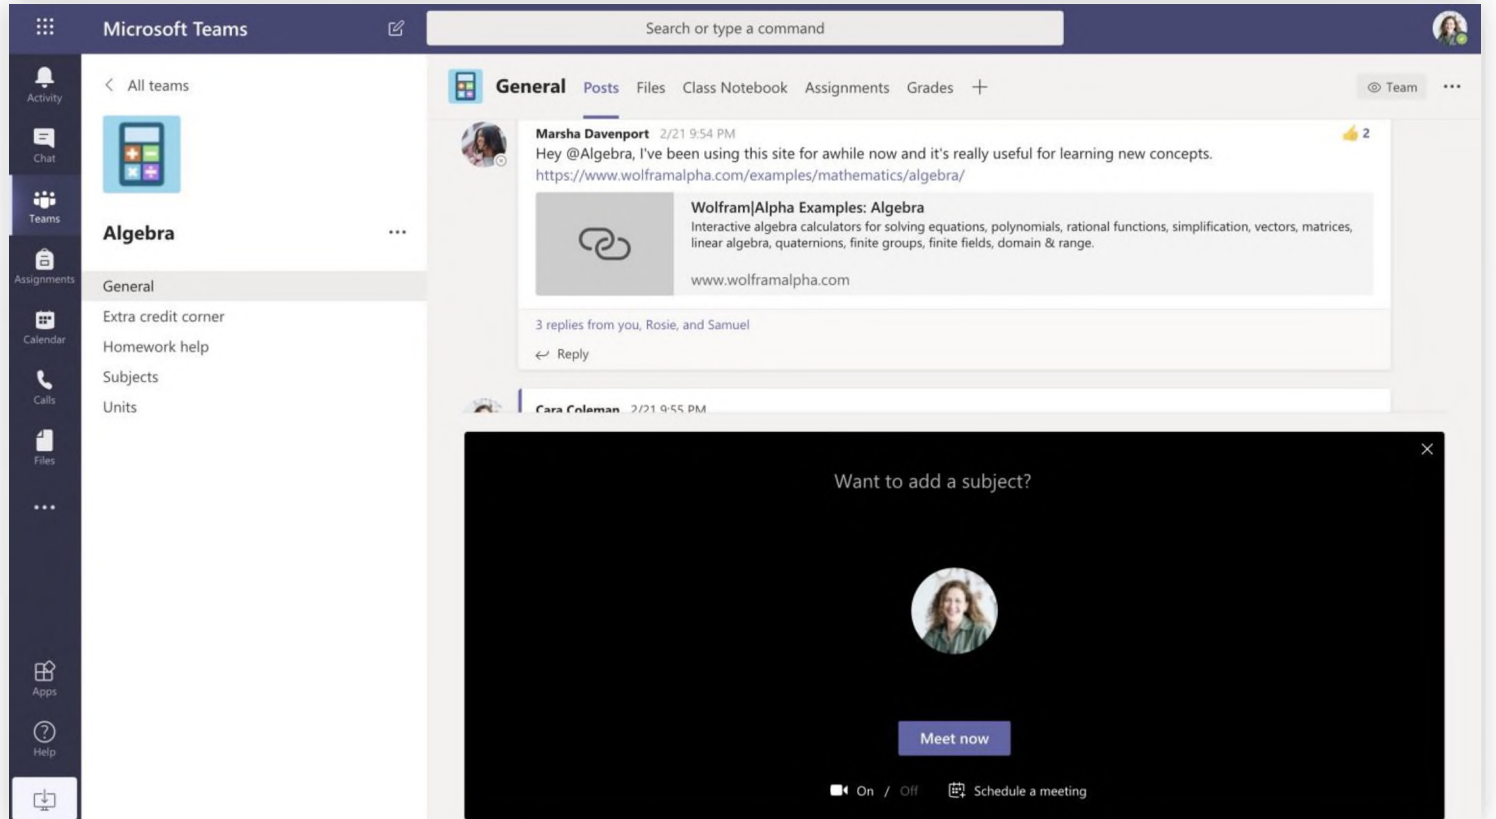 Microsoft Teams
Search or type a command
Activity
Chat
Teams
Assignments
Calendar
Calls
Files
Apps
Help
All teams
Algebra
General
Extra credit corner
Homework help
Subjects
Units
General Posts Files Class Notebook Assignments Grades
Team
Marsha Davenport 2/21 9:54 PM
2
Hey @Algebra, I've been using this site for awhile now and it's really useful for learning new concepts.
https://www.wolframalpha.com/examples/mathematics/algebra/
Wolfram|Alpha Examples: Algebra
Interactive algebra calculators for solving equations, polynomials, rational functions, simplification, vectors, matrices,
linear algebra, quaternions, finite groups, finite fields, domain & range.
www.wolframalpha.com
3 replies from you, Rosie, and Samuel
Reply
Cara Coleman 2/21 9:55 PM
Want to add a subject?
Meet now
On / Off Schedule a meeting